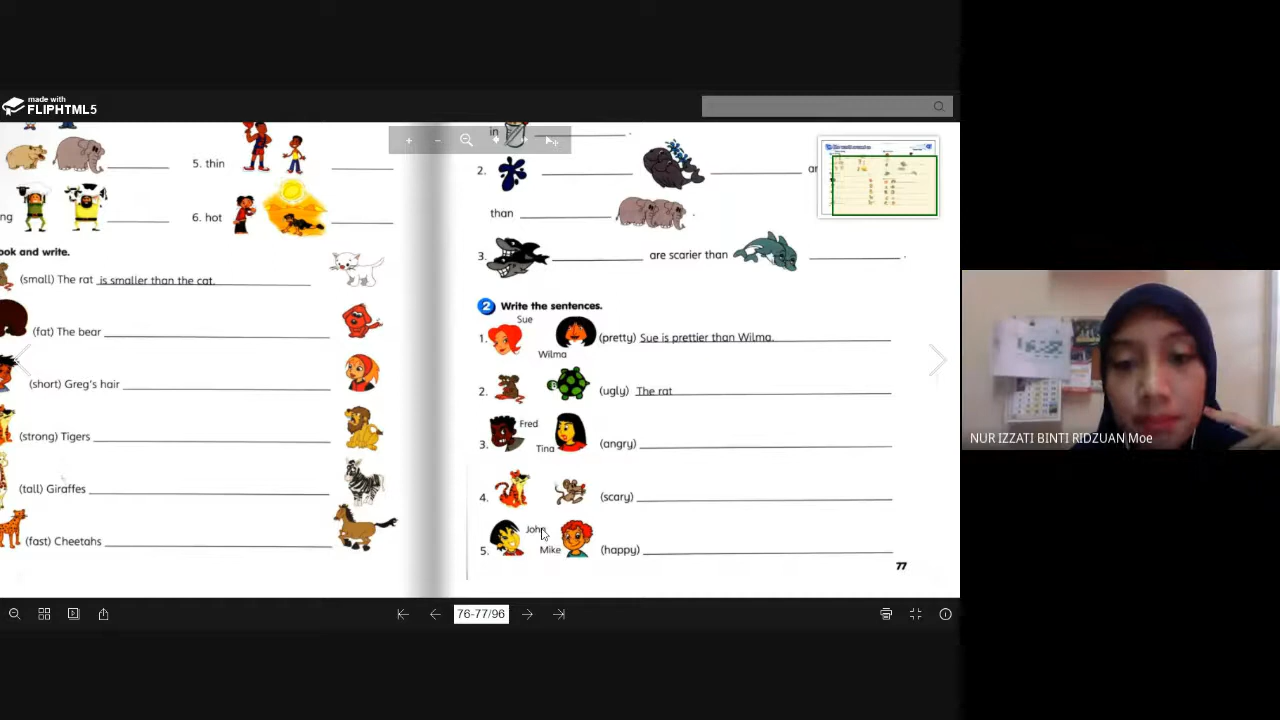 made with
FLIPHTML5
5. thin
ng
6. hot
ook and write.
(small) The rat is smaller than the cat.
(fat) The bear
(short) Greg's hair
(strong) Tigers
(tall) Giraffes
(fast) Cheetahs
in
2.
than
3. are scarier than
2 Write the sentences.
1. Sue Wilma (pretty) Sue is prettier than Wilma.
2. (ugly) The rat
3. Fred Tina (angry)
4. (scary)
5. John Mike (happy)
77
76-77/96
NUR IZZATI BINTI RIDZUAN Moe